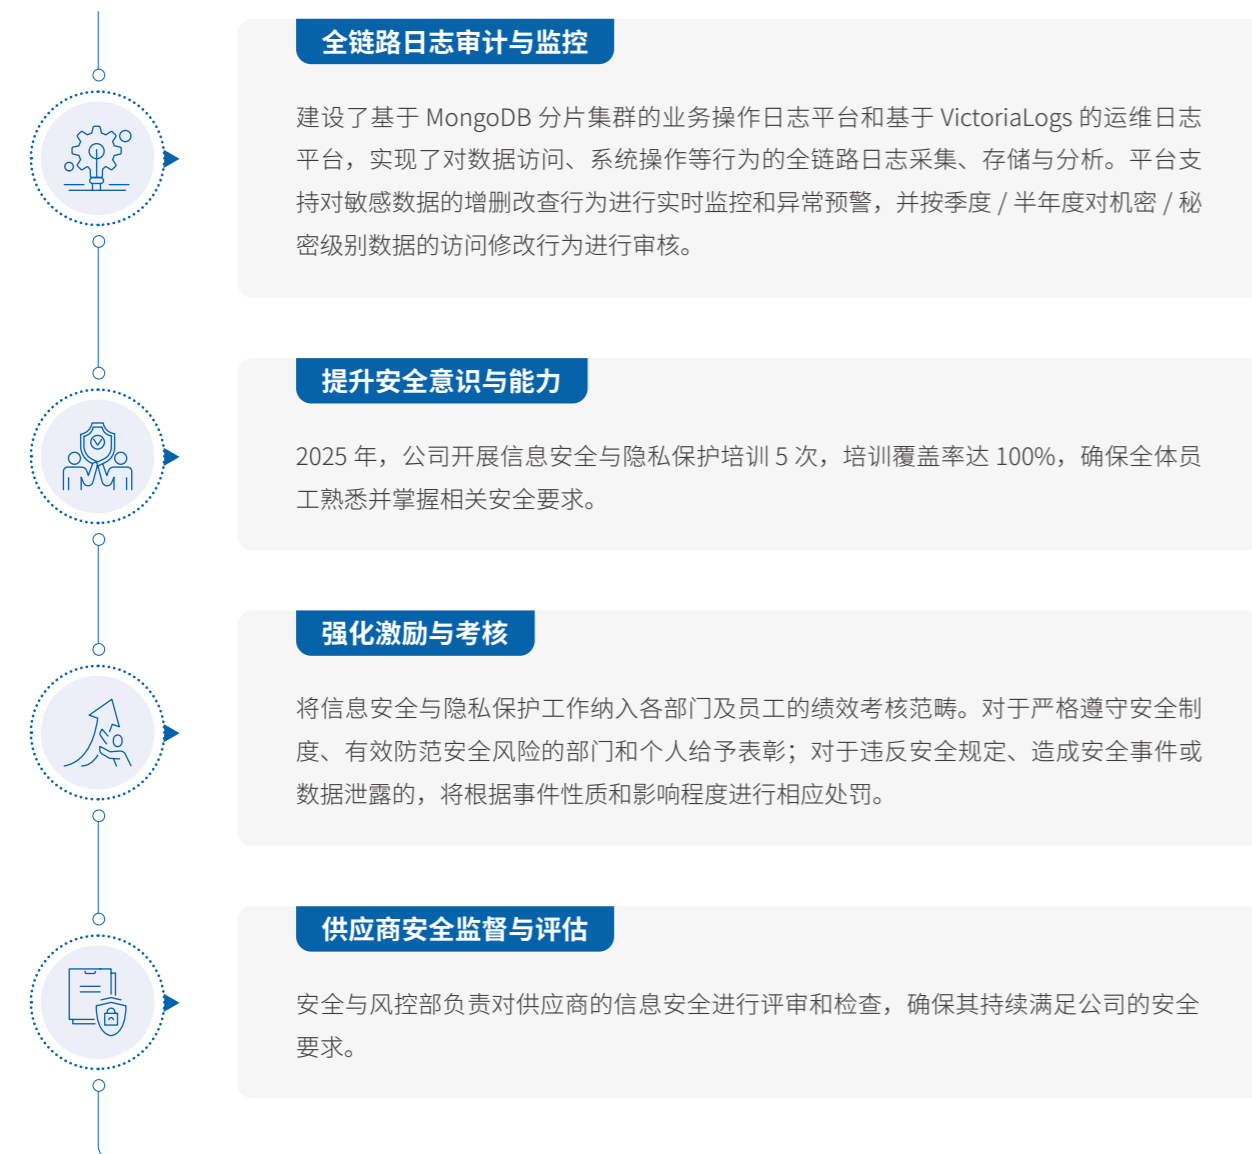 全链路日志审计与监控
建设了基于 MongoDB 分片集群的业务操作日志平台和基于 VictoriaLogs 的运维日志
平台，实现了对数据访问、系统操作等行为的全链路日志采集、存储与分析。平台支
持对敏感数据的增删改查行为进行实时监控和异常预警，并按季度 / 半年度对机密 / 秘
密级别数据的访问修改行为进行审核。
提升安全意识与能力
2025 年，公司开展信息安全与隐私保护培训 5 次，培训覆盖率达 100%，确保全体员
工熟悉并掌握相关安全要求。
强化激励与考核
将信息安全与隐私保护工作纳入各部门及员工的绩效考核范畴。对于严格遵守安全制
度、有效防范安全风险的部门和个人给予表彰；对于违反安全规定、造成安全事件或
数据泄露的，将根据事件性质和影响程度进行相应处罚。
供应商安全监督与评估
安全与风控部负责对供应商的信息安全进行评审和检查，确保其持续满足公司的安全
要求。